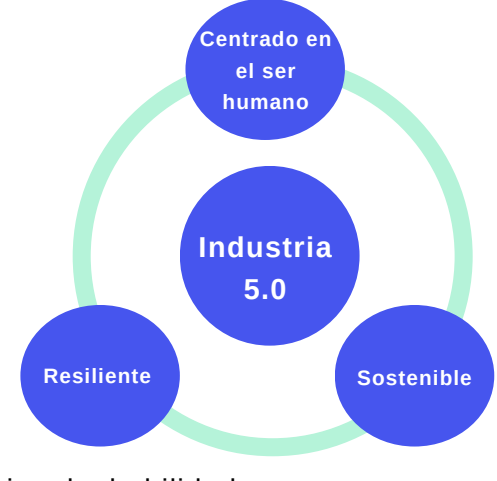 Centrado en
el ser
humano
Industria
5.0
Resiliente
Sostenible